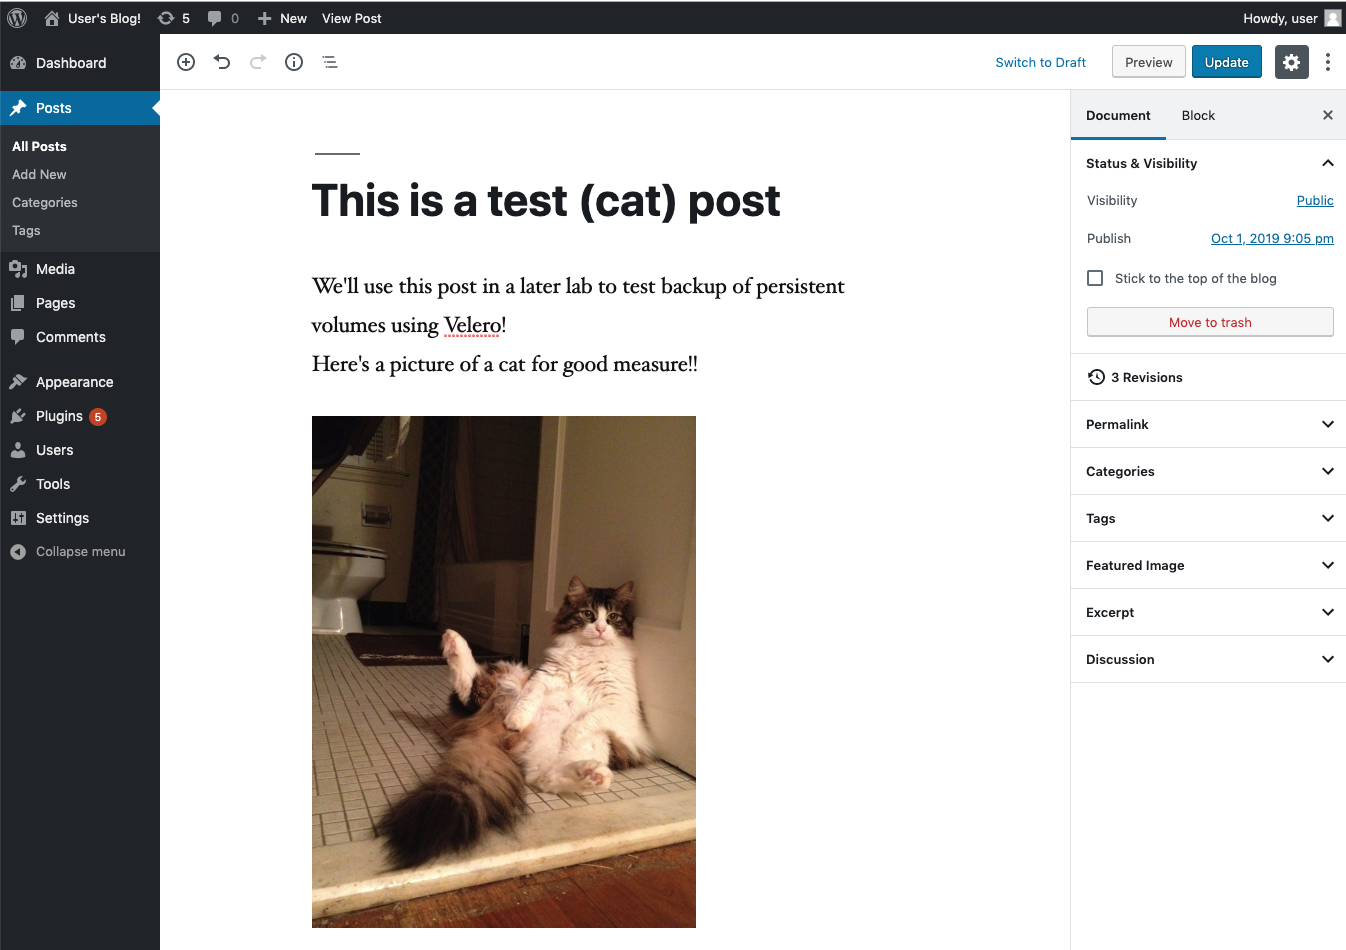 User's Blog! 5 0 New View Post Howdy, user
Dashboard
Posts
All Posts
Add New
Categories
Tags
Media
Pages
Comments
Appearance
Plugins 5
Users
Tools
Settings
Collapse menu
Switch to Draft Preview Update
This is a test (cat) post
We'll use this post in a later lab to test backup of persistent
volumes using Velero!
Here's a picture of a cat for good measure!!
Document Block
Status & Visibility
Visibility Public
Publish Oct 1, 2019 9:05 pm
Stick to the top of the blog
Move to trash
3 Revisions
Permalink
Categories
Tags
Featured Image
Excerpt
Discussion